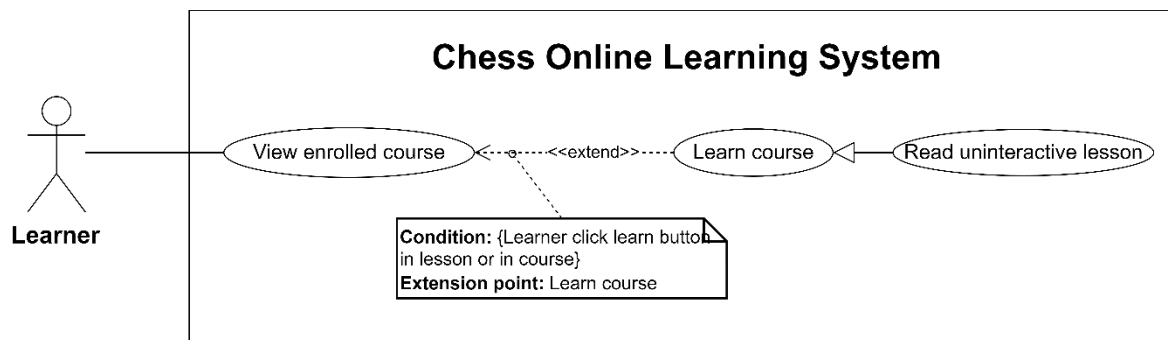 Chess Online Learning System
View enrolled course
<<extend>>
Learn course
Read uninteractive lesson
Learner
Condition: {Learner click learn button
in lesson or in course}
Extension point: Learn course